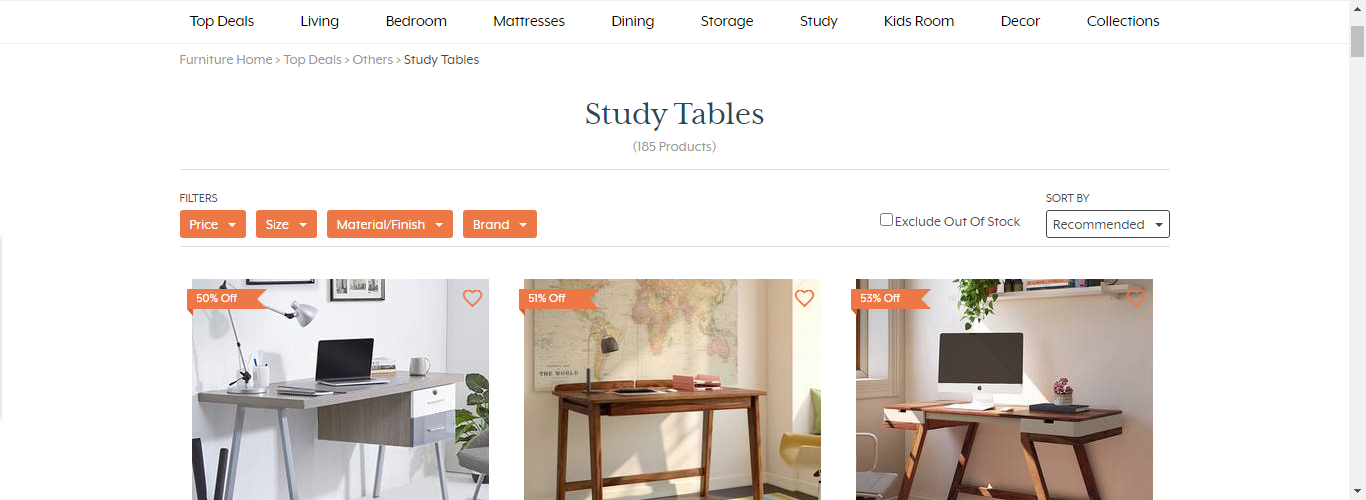 Top Deals Living Bedroom Mattresses Dining Storage Study Kids Room Decor Collections
Furniture Home > Top Deals > Others > Study Tables
Study Tables
(185 Products)
FILTERS
SORT BY
Price Size Material/Finish Brand
Exclude Out Of Stock
Recommended
50% Off
51% Off
53% Off
THE WORLD